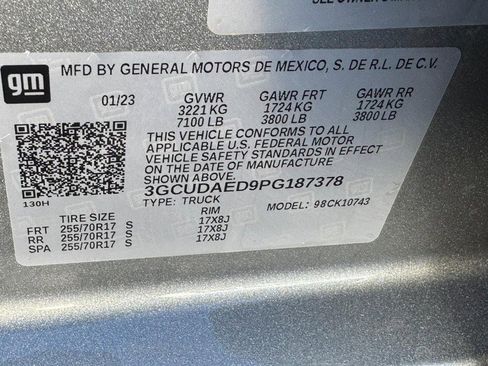 SEE OWNER'S MAN
gm
MFD BY GENERAL MOTORS DE MEXICO, S. DE R.L. DE C.V.
01/23 GVWR GAWR FRT GAWR RR
3221 KG 1724 KG 1724 KG
7100 LB 3800 LB 3800 LB
THIS VEHICLE CONFORMS TO ALL
APPLICABLE U.S. FEDERAL MOTOR
VEHICLE SAFETY STANDARDS IN EFFECT
ON THE DATE OF MANUFACTURE
SHOWN ABOVE.
3GCUDAED9PG187378
130H
TYPE: TRUCK MODEL: 98CK10743
TIRE SIZE RIM
FRT 255/70R17 S 17X8J
RR 255/70R17 S 17X8J
SPA 255/70R17 S 17X8J